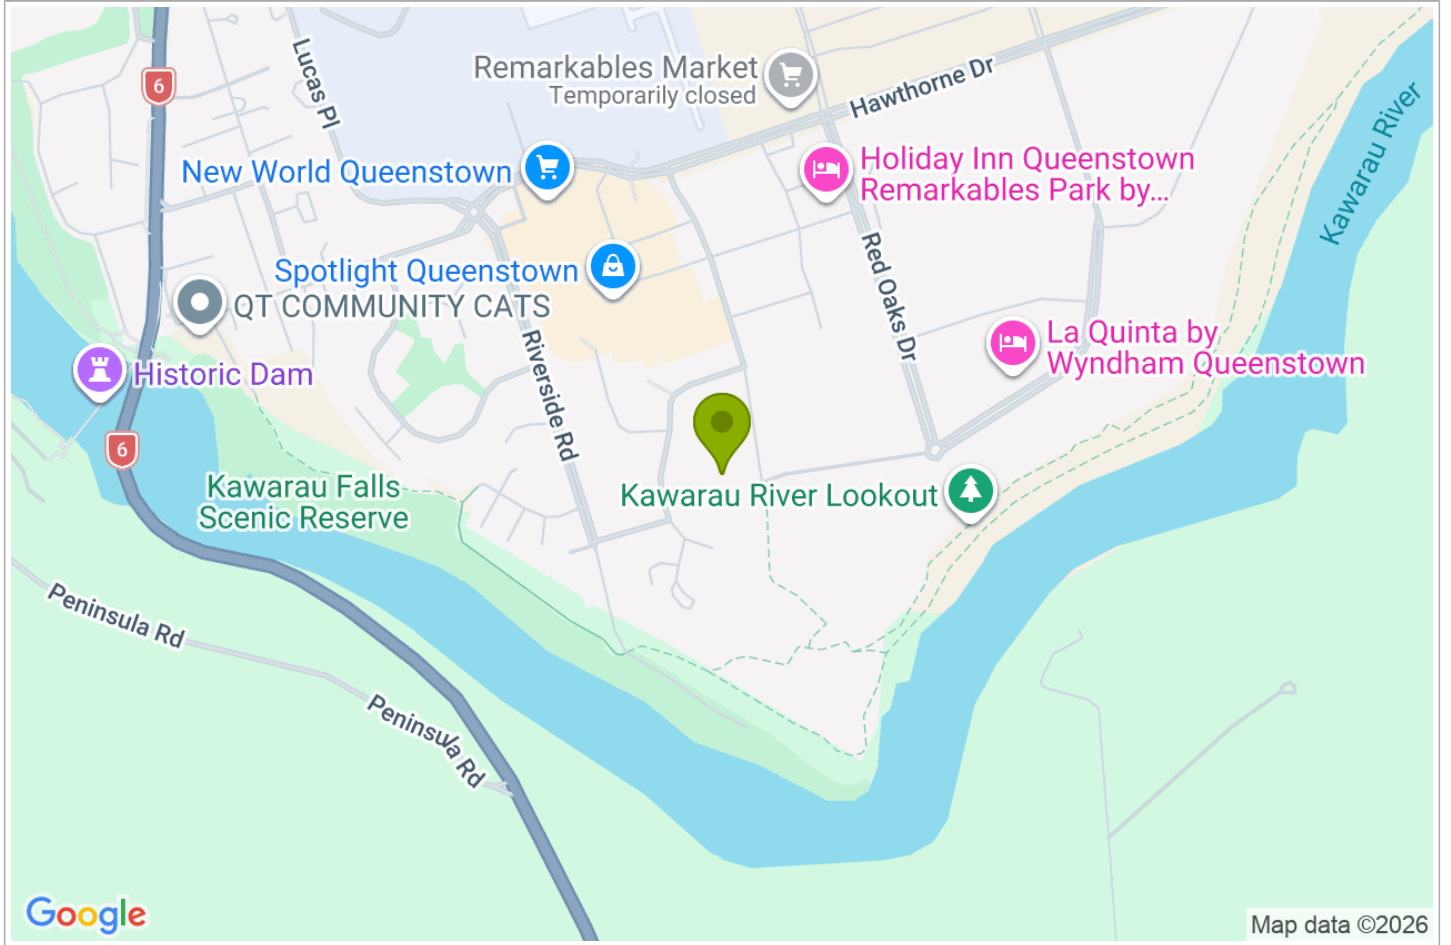 6
Lucas Pl
Remarkables Market
Temporarily closed
Hawthorne Dr
Kawarau River
New World Queenstown
Holiday Inn Queenstown
Remarkables Park by...
Spotlight Queenstown
QT COMMUNITY CATS
Red Oaks Dr
La Quinta by
Wyndham Queenstown
Historic Dam
Riverside Rd
6
Kawarau Falls
Scenic Reserve
Kawarau River Lookout
Peninsula Rd
Peninsula Rd
Google
Map data ©2026